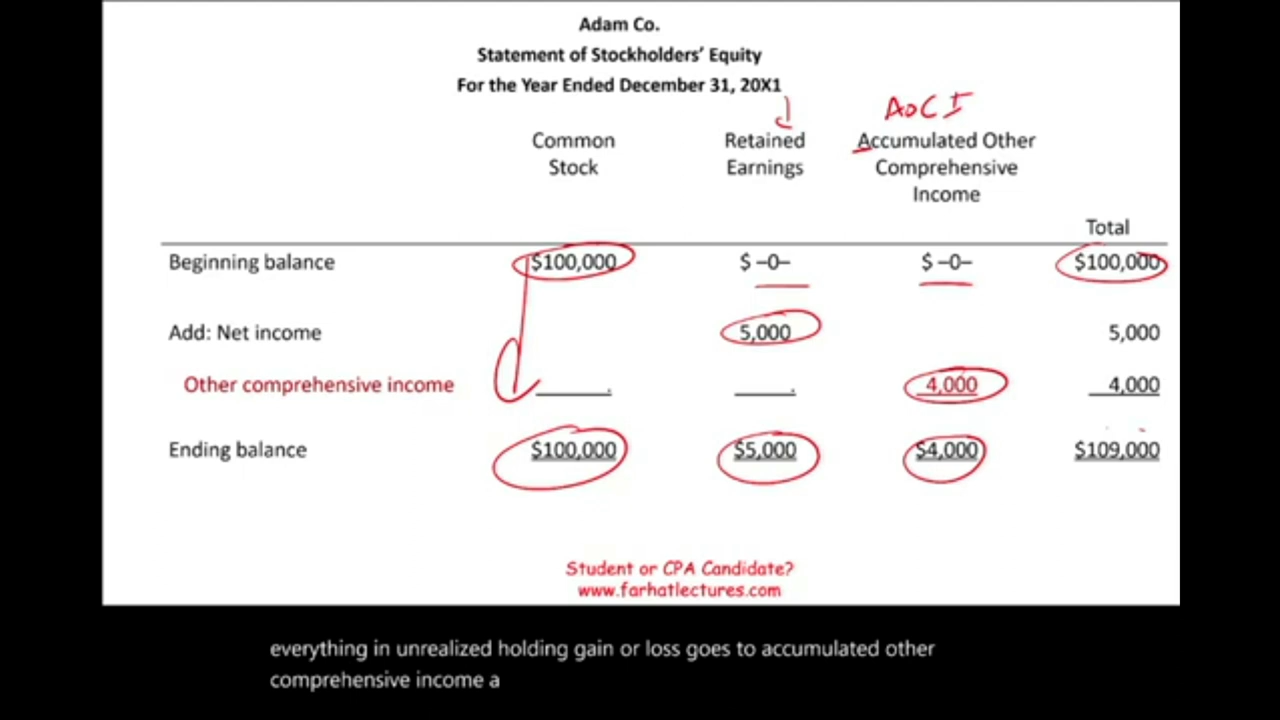 Adam Co.
Statement of Stockholders' Equity
For the Year Ended December 31, 20X1
AOCI
Common Stock
Retained Earnings
Accumulated Other Comprehensive Income
Total
Beginning balance $100,000 $ –0– $ –0– $100,000
Add: Net income 5,000 5,000
Other comprehensive income 4,000 4,000
Ending balance $100,000 $5,000 $4,000 $109,000
Student or CPA Candidate?
www.farhatlectures.com
everything in unrealized holding gain or loss goes to accumulated other
comprehensive income a